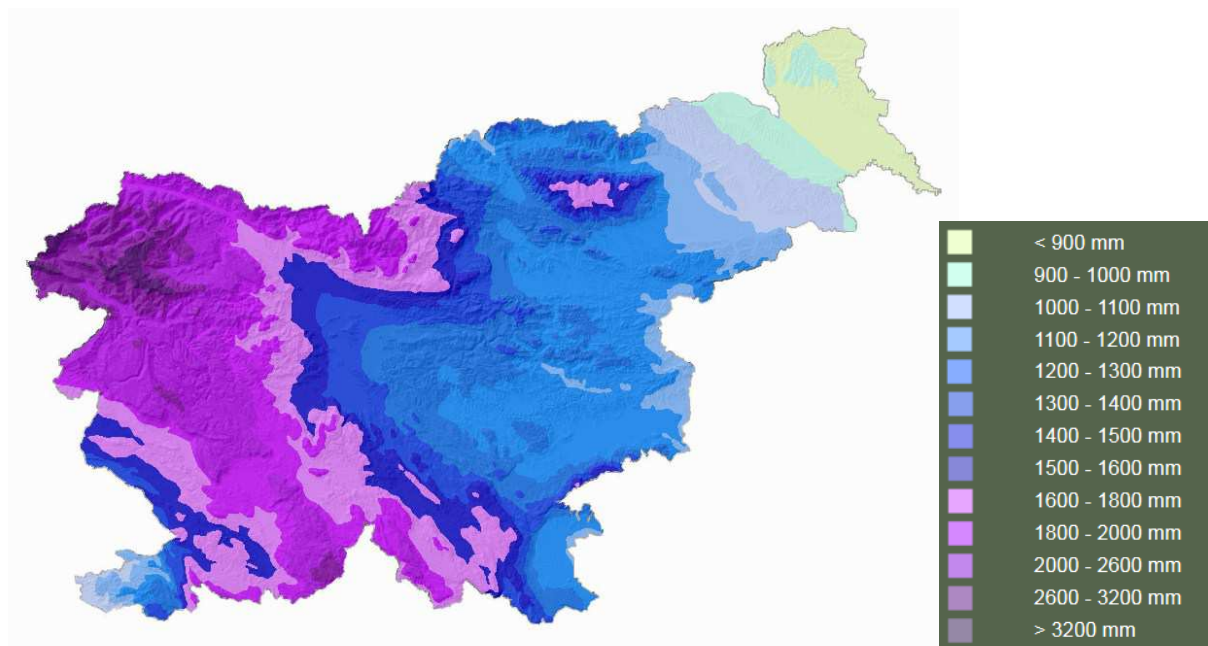 < 900 mm
900 - 1000 mm
1000 - 1100 mm
1100 - 1200 mm
1200 - 1300 mm
1300 - 1400 mm
1400 - 1500 mm
1500 - 1600 mm
1600 - 1800 mm
1800 - 2000 mm
2000 - 2600 mm
2600 - 3200 mm
> 3200 mm